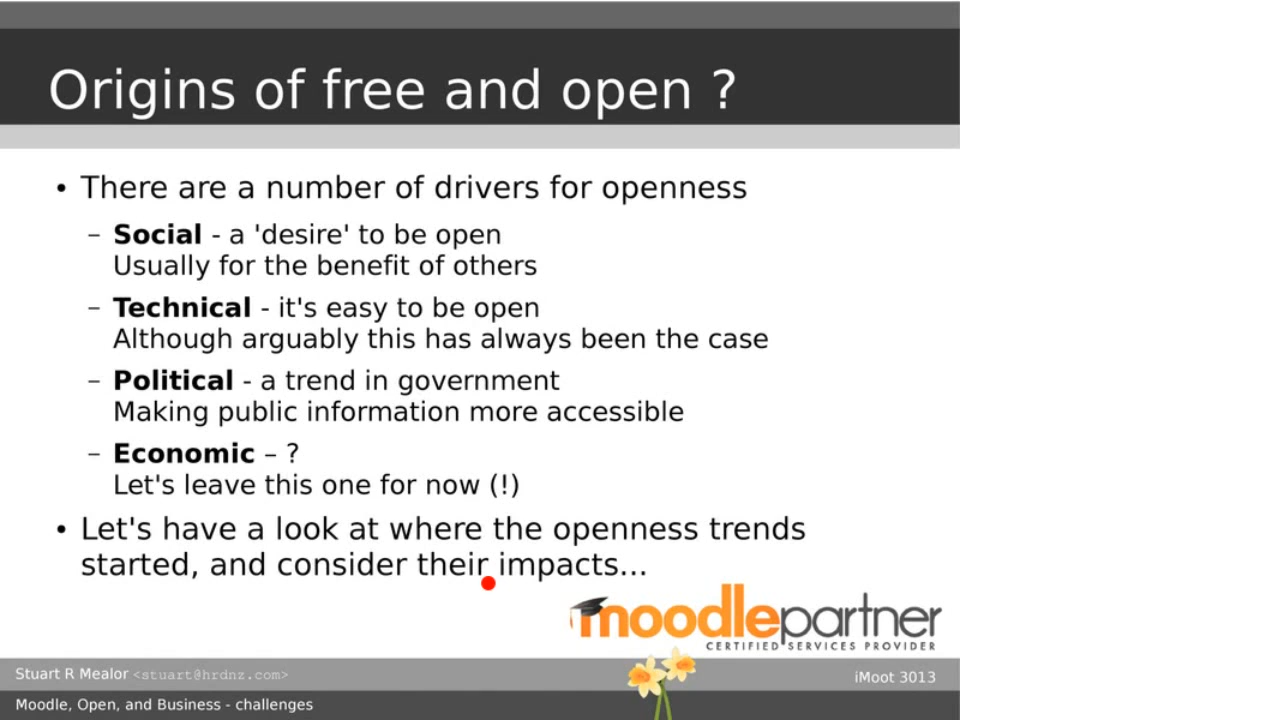 Origins of free and open ?
• There are a number of drivers for openness
– Social - a 'desire' to be open
Usually for the benefit of others
– Technical - it's easy to be open
Although arguably this has always been the case
– Political - a trend in government
Making public information more accessible
– Economic – ?
Let's leave this one for now (!)
• Let's have a look at where the openness trends
started, and consider their impacts...
moodlepartner
CERTIFIED SERVICES PROVIDER
Stuart R Mealor <stuart@hrdnz.com>
iMoot 3013
Moodle, Open, and Business - challenges